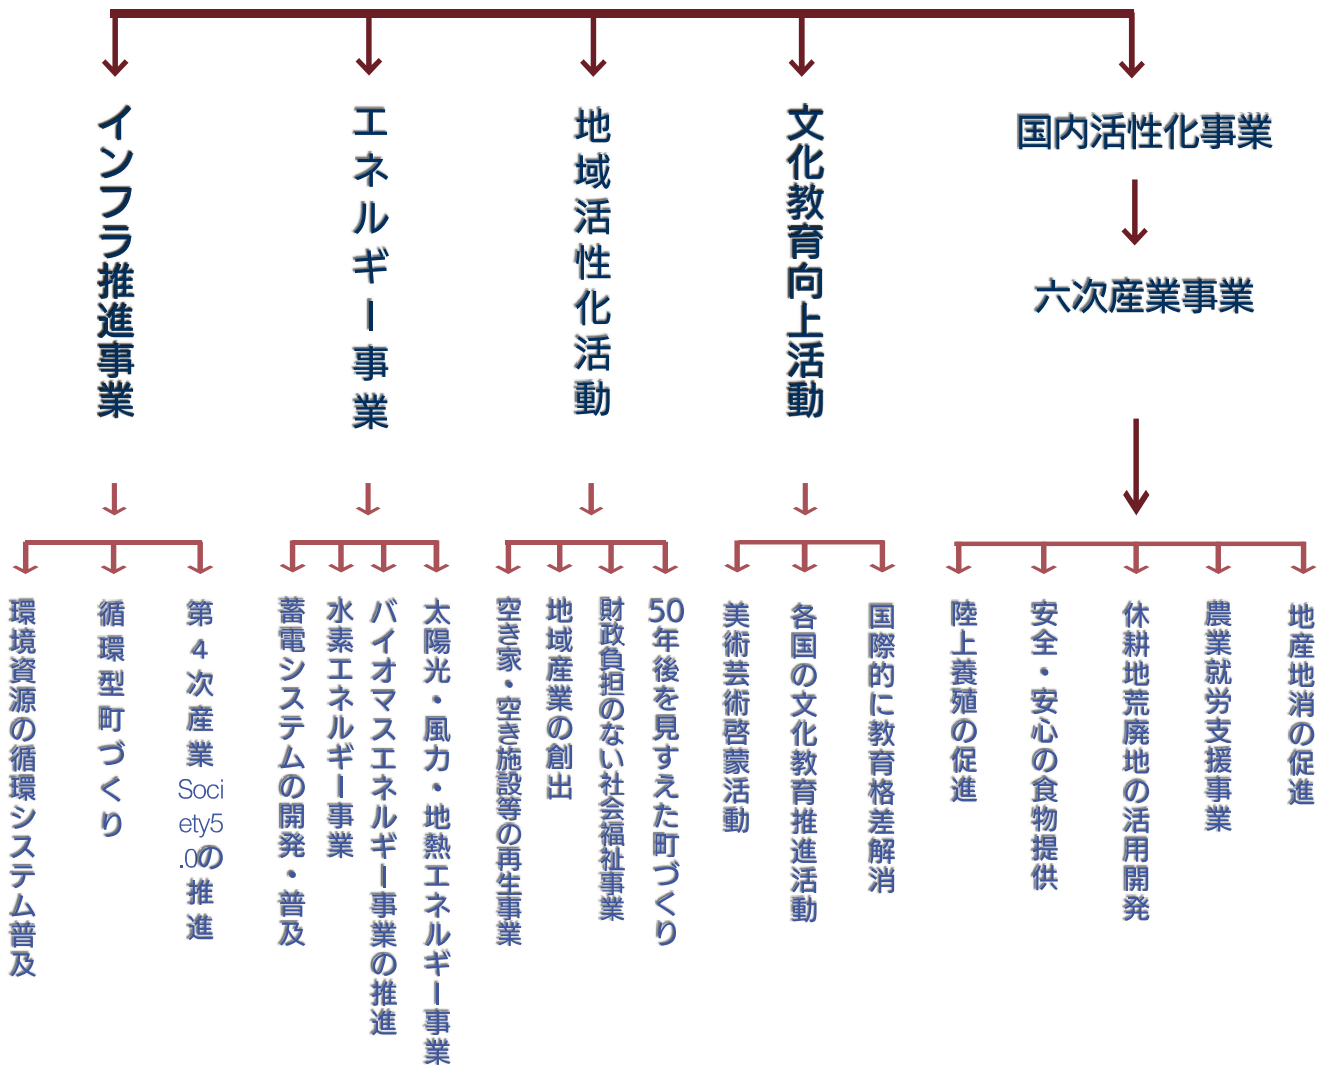 インフラ推進事業
エネルギー事業
地域活性化活動
文化教育向上活動
国内活性化事業
六次産業事業
環境資源の循環システム普及
循環型町づくり
第4次産業Society5.0の推進
蓄電システムの開発・普及
水素エネルギー事業
バイオマスエネルギー事業の推進
太陽光・風力・地熱エネルギー事業
空き家・空き施設等の再生事業
地域産業の創出
財政負担のない社会福祉事業
50年後を見すえた町づくり
美術芸術啓蒙活動
各国の文化教育推進活動
国際的に教育格差解消
陸上養殖の促進
安全・安心の食物提供
休耕地荒廃地の活用開発
農業就労支援事業
地産地消の促進